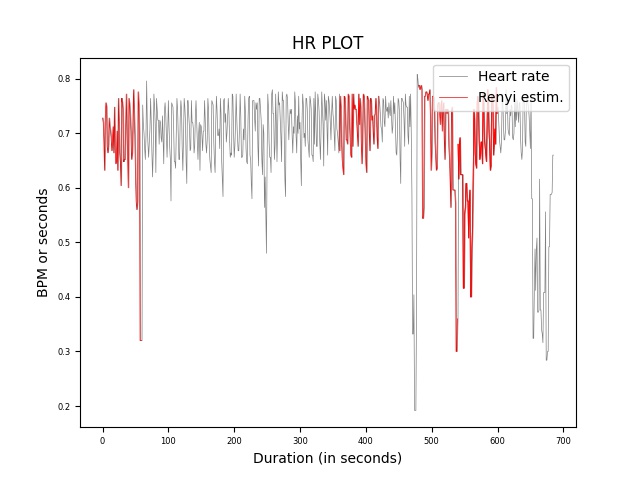 HR PLOT
Heart rate
Renyi estim.
BPM or seconds
0.8
0.7
0.6
0.5
0.4
0.3
0.2
0 100 200 300 400 500 600 700
Duration (in seconds)